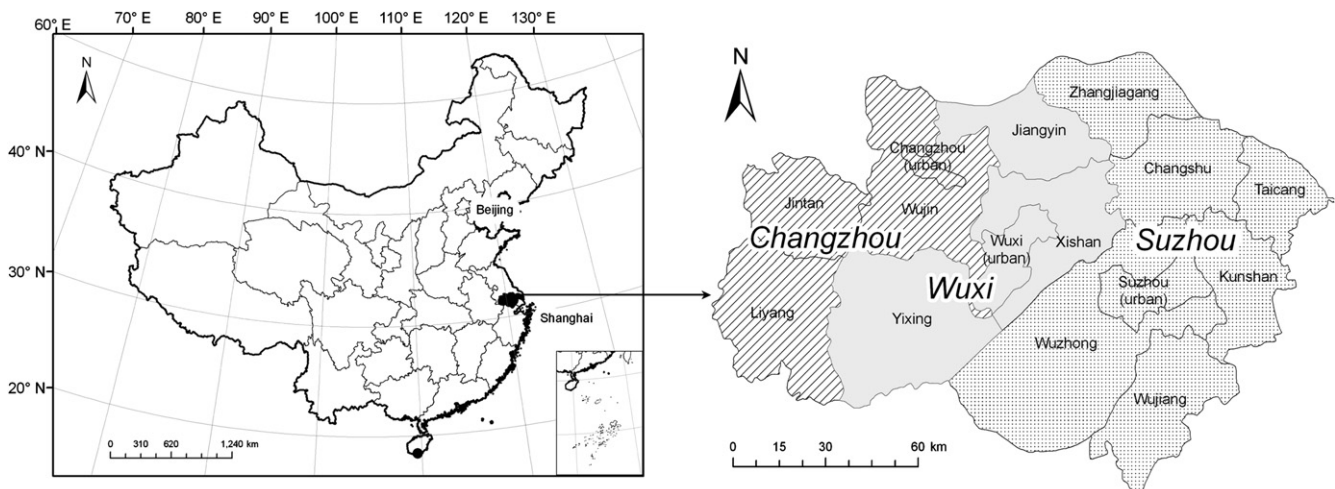 60° E 70° E 80° E 90° E 100° E 110° E 120° E 130° E
N
40° N
30° N
20° N
Beijing
Shanghai
0 310 620 1,240 km
N
Zhangjiagang
Jiangyin
Changzhou
(urban)
Changshu
Taicang
Jintan
Wujin
Changzhou
Wuxi
(urban)
Xishan
Suzhou
Wuxi
Kunshan
Suzhou
(urban)
Liyang
Yixing
Wuzhong
Wujiang
0 15 30 60 km